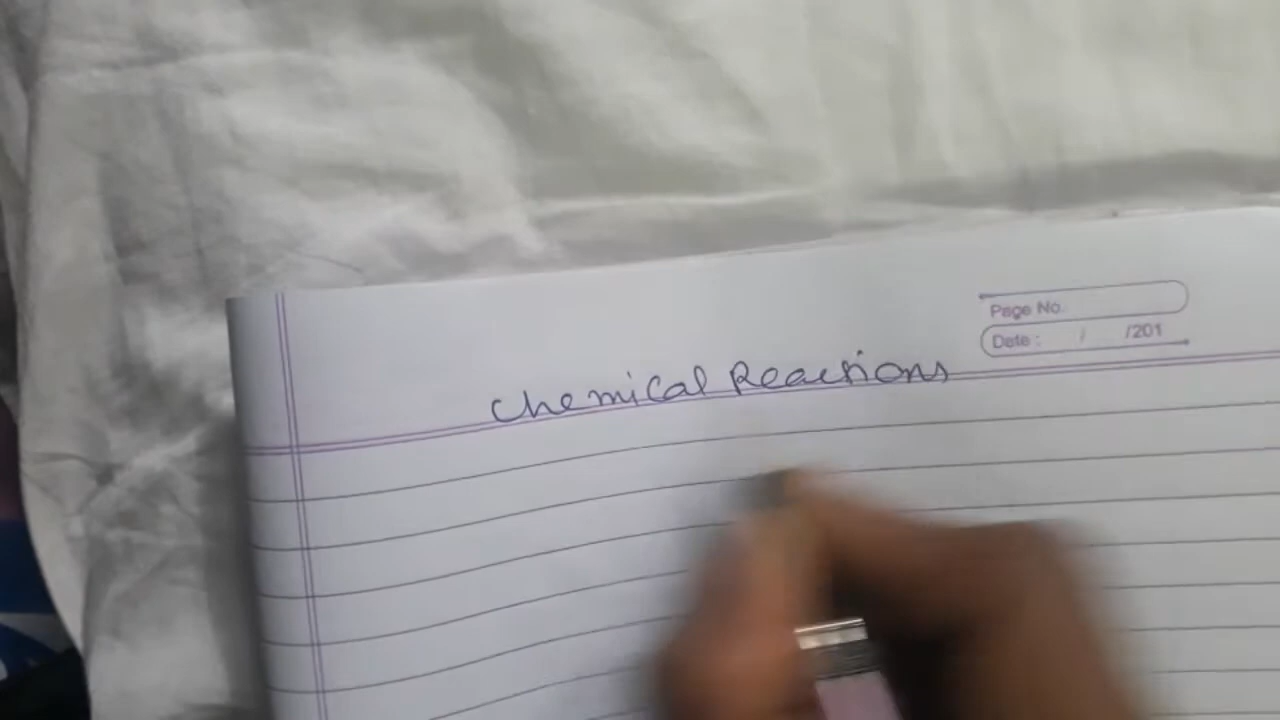 Page No.
Date : / /201
Chemical Reactions